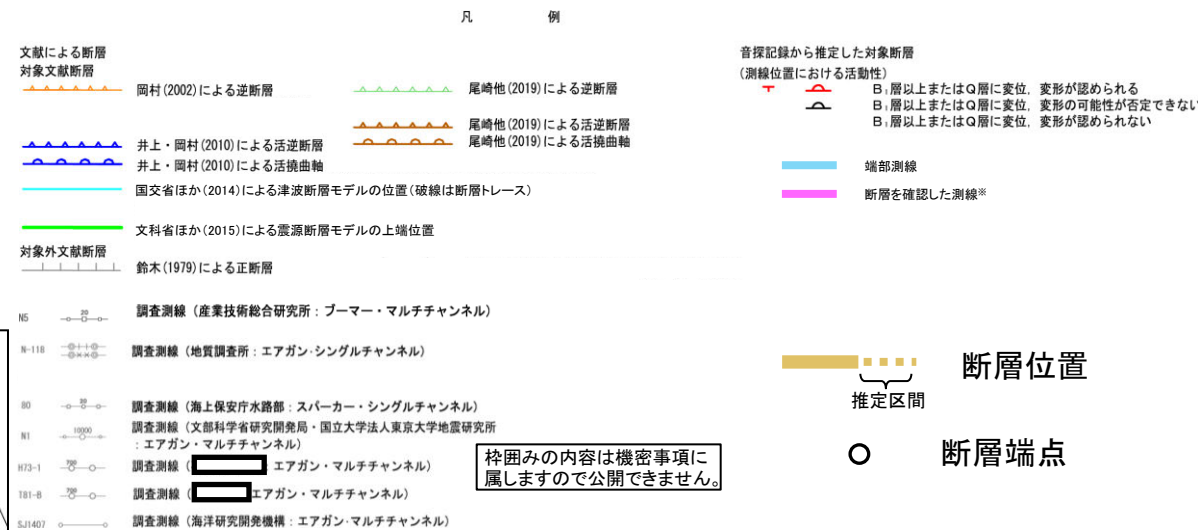 凡 例
文献による断層
対象文献断層
岡村(2002)による逆断層
尾崎他(2019)による逆断層
尾崎他(2019)による活逆断層
尾崎他(2019)による活撓曲軸
井上・岡村(2010)による活逆断層
井上・岡村(2010)による活撓曲軸
国交省ほか(2014)による津波断層モデルの位置(破線は断層トレース)
文科省ほか(2015)による震源断層モデルの上端位置
対象外文献断層
鈴木(1979)による正断層
N5 20 調査測線（産業技術総合研究所：ブーマー・マルチチャンネル）
N-118 調査測線（地質調査所：エアガン・シングルチャンネル）
80 20 調査測線（海上保安庁水路部：スパーカー・シングルチャンネル）
N1 10000 調査測線（文部科学省研究開発局・国立大学法人東京大学地震研究所
：エアガン・マルチチャンネル）
H73-1 700 調査測線（ ：エアガン・マルチチャンネル）
T81-B 700 調査測線（ エアガン・マルチチャンネル）
SJ1407 調査測線（海洋研究開発機構：エアガン・マルチチャンネル）
音探記録から推定した対象断層
(測線位置における活動性)
B₁層以上またはQ層に変位，変形が認められる
B₁層以上またはQ層に変位，変形の可能性が否定できない
B₁層以上またはQ層に変位，変形が認められない
端部測線
断層を確認した測線※
断層位置
推定区間
断層端点
枠囲みの内容は機密事項に
属しますので公開できません。